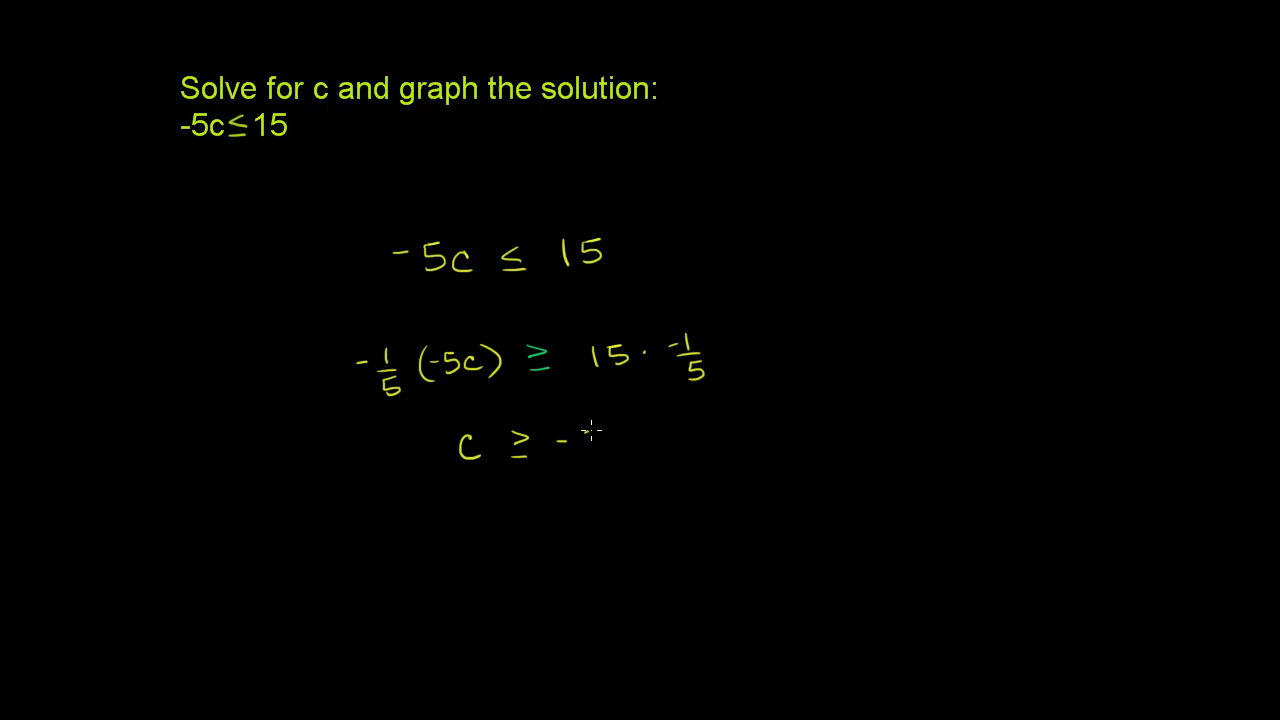 Solve for c and graph the solution:
-5c≤15
-5c ≤ 15
-1/5 (-5c) ≥ 15 · -1/5
c ≥ -